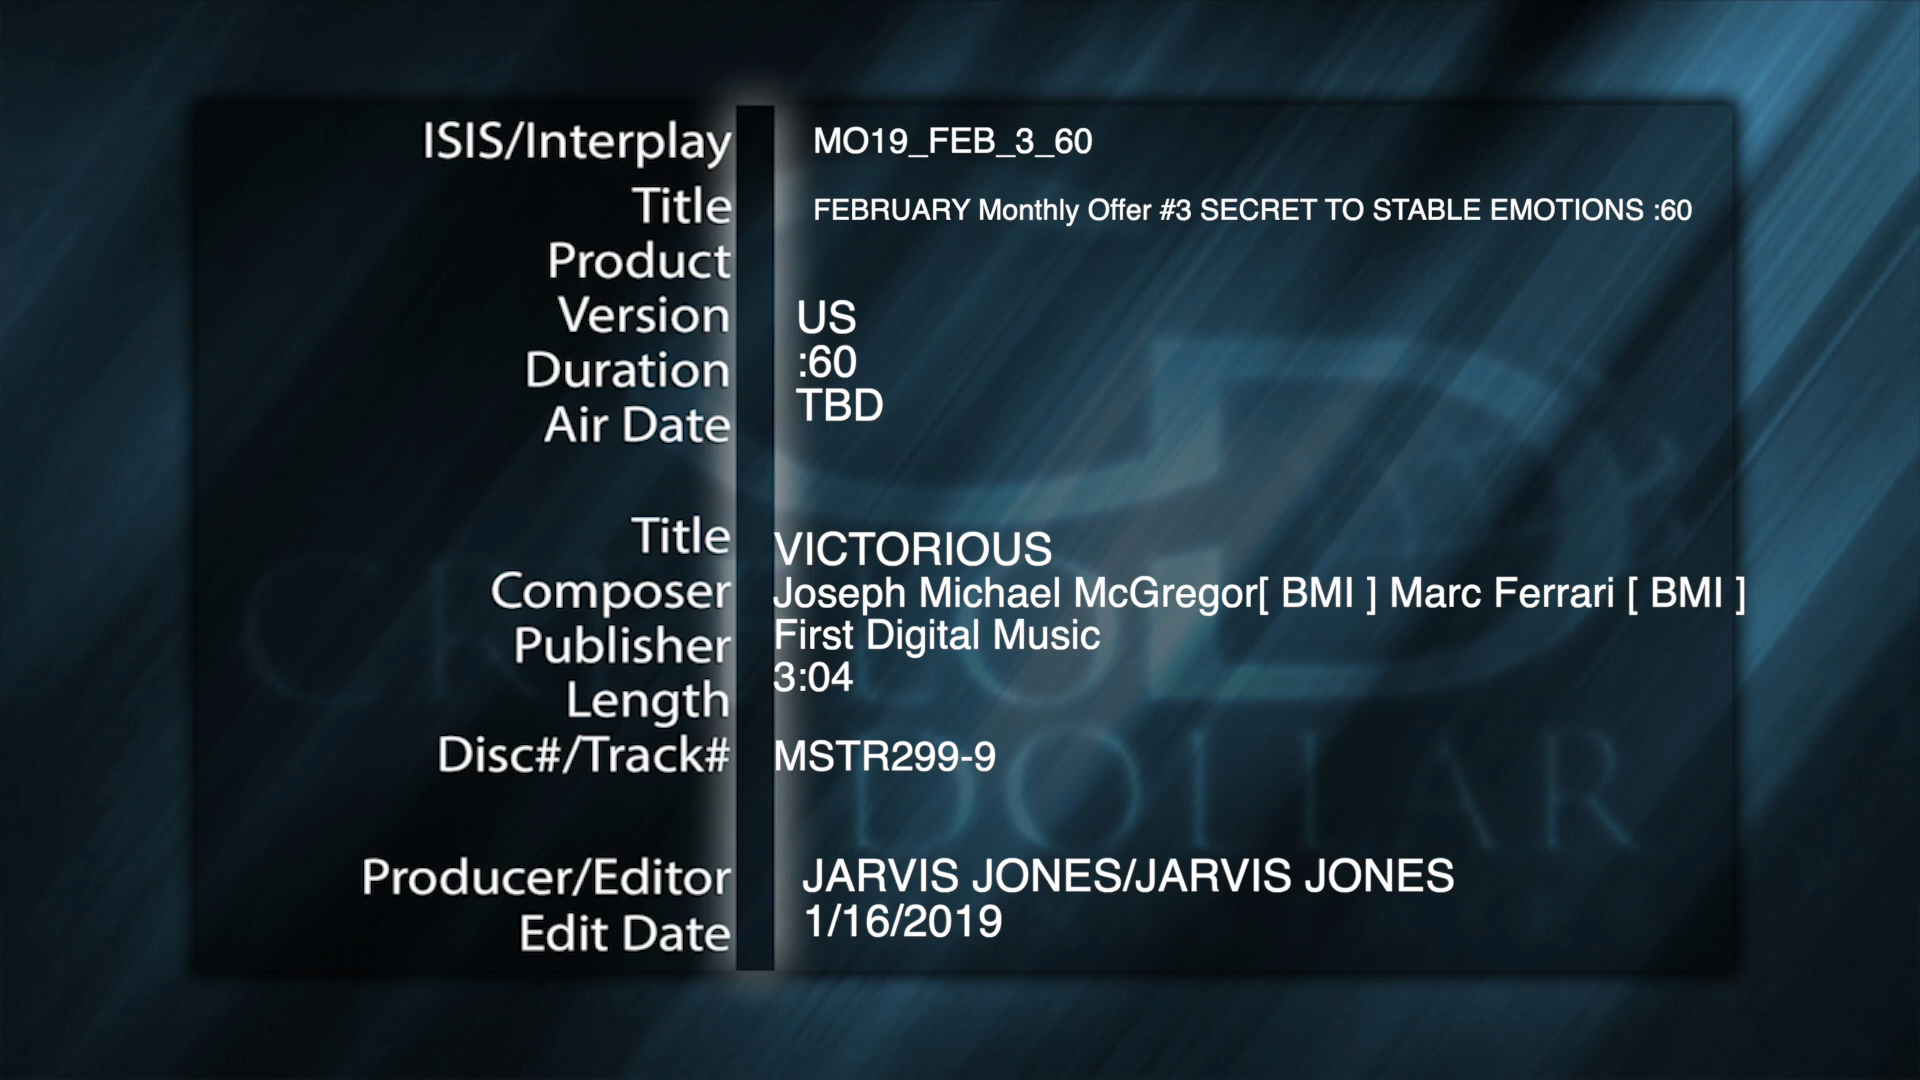 ISIS/Interplay MO19_FEB_3_60
Title FEBRUARY Monthly Offer #3 SECRET TO STABLE EMOTIONS :60
Product
Version US
Duration :60
Air Date TBD
Title VICTORIOUS
Composer Joseph Michael McGregor[ BMI ] Marc Ferrari [ BMI ]
Publisher First Digital Music
Length 3:04
Disc#/Track# MSTR299-9
DOLLAR
Producer/Editor JARVIS JONES/JARVIS JONES
Edit Date 1/16/2019